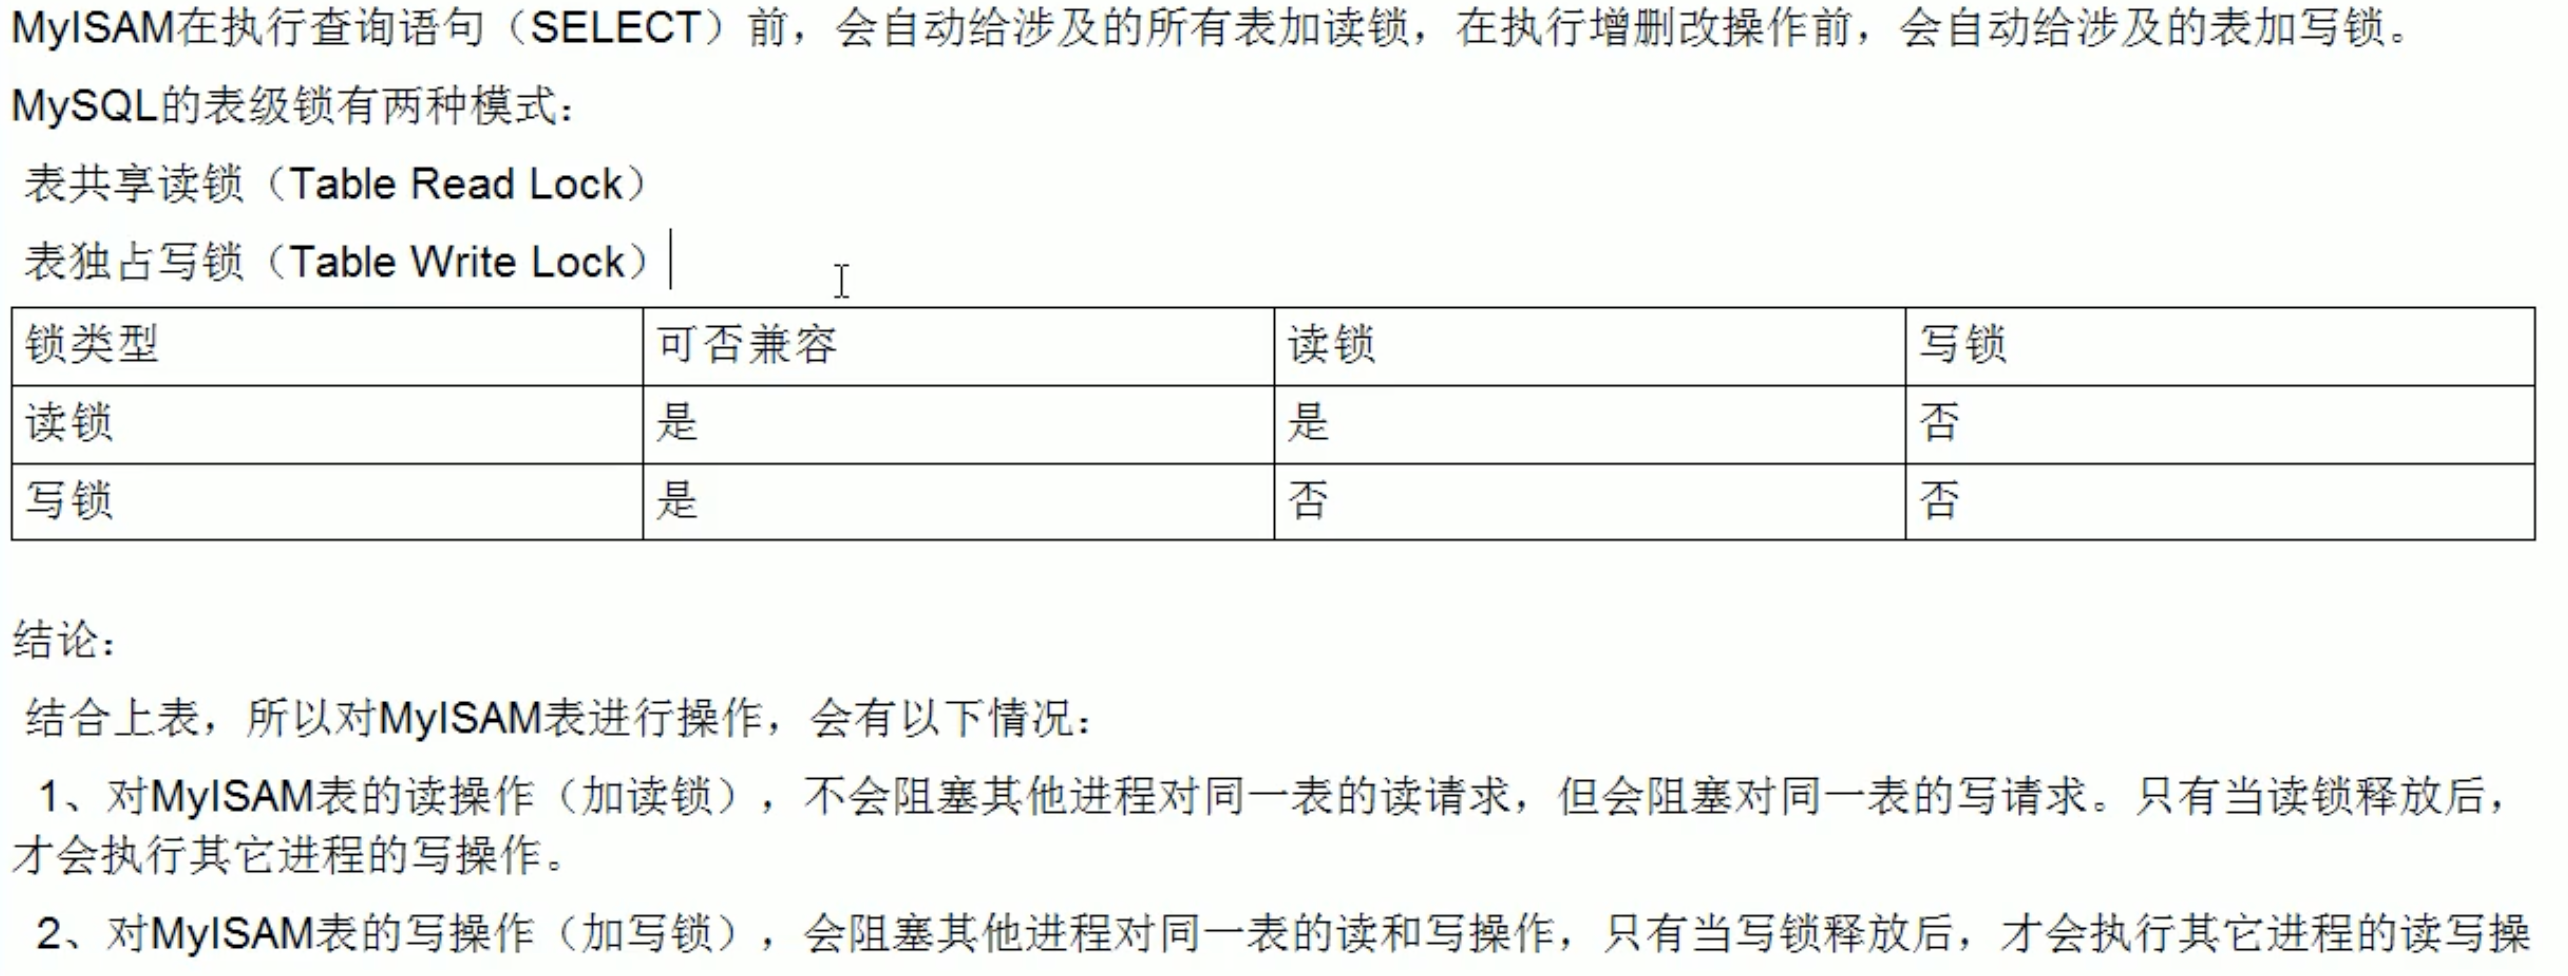 MyISAM在执行查询语句（SELECT）前，会自动给涉及的所有表加读锁，在执行增删改操作前，会自动给涉及的表加写锁。
MySQL的表级锁有两种模式：
表共享读锁（Table Read Lock）
表独占写锁（Table Write Lock）
锁类型 可否兼容 读锁 写锁
读锁 是 是 否
写锁 是 否 否
结论：
结合上表，所以对MyISAM表进行操作，会有以下情况：
1、对MyISAM表的读操作（加读锁），不会阻塞其他进程对同一表的读请求，但会阻塞对同一表的写请求。只有当读锁释放后，
才会执行其它进程的写操作。
2、对MyISAM表的写操作（加写锁），会阻塞其他进程对同一表的读和写操作，只有当写锁释放后，才会执行其它进程的读写操